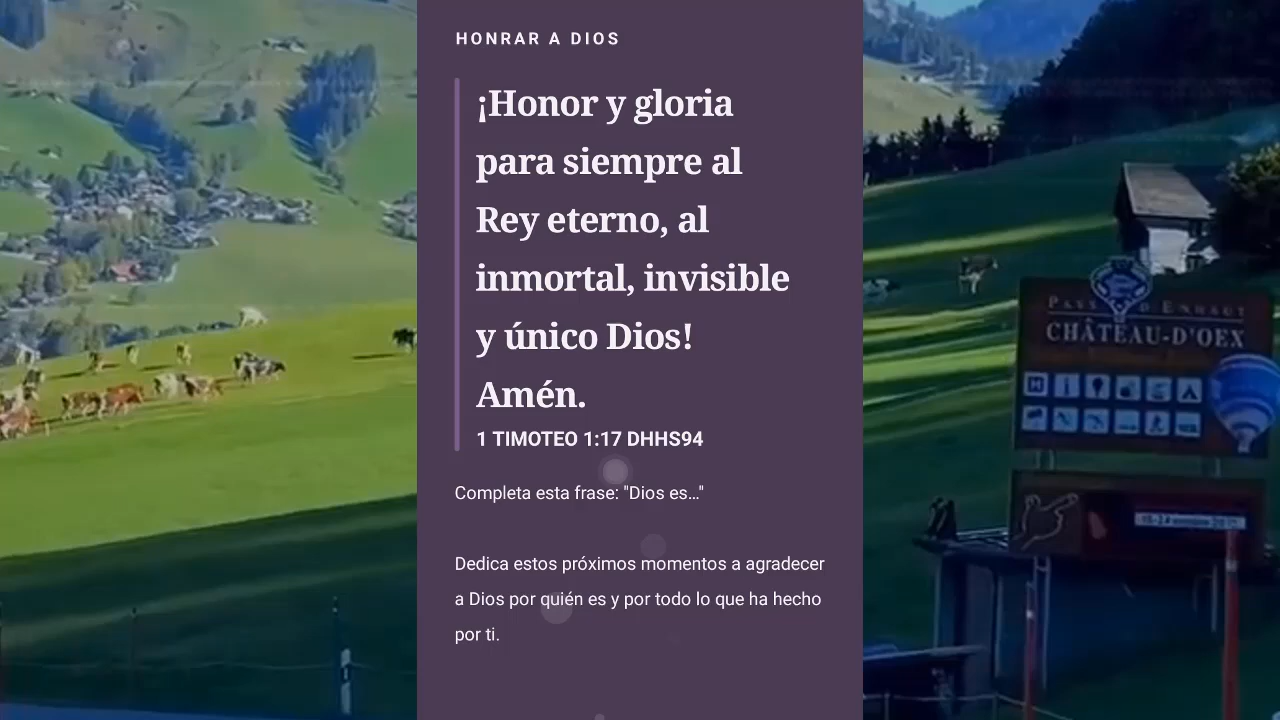 HONRAR A DIOS
¡Honor y gloria
para siempre al
Rey eterno, al
inmortal, invisible
y único Dios!
Amén.
1 TIMOTEO 1:17 DHHS94
Completa esta frase: "Dios es…"
Dedica estos próximos momentos a agradecer
a Dios por quién es y por todo lo que ha hecho
por ti.
PAYS D'ENHAUT
CHÂTEAU-D'OEX